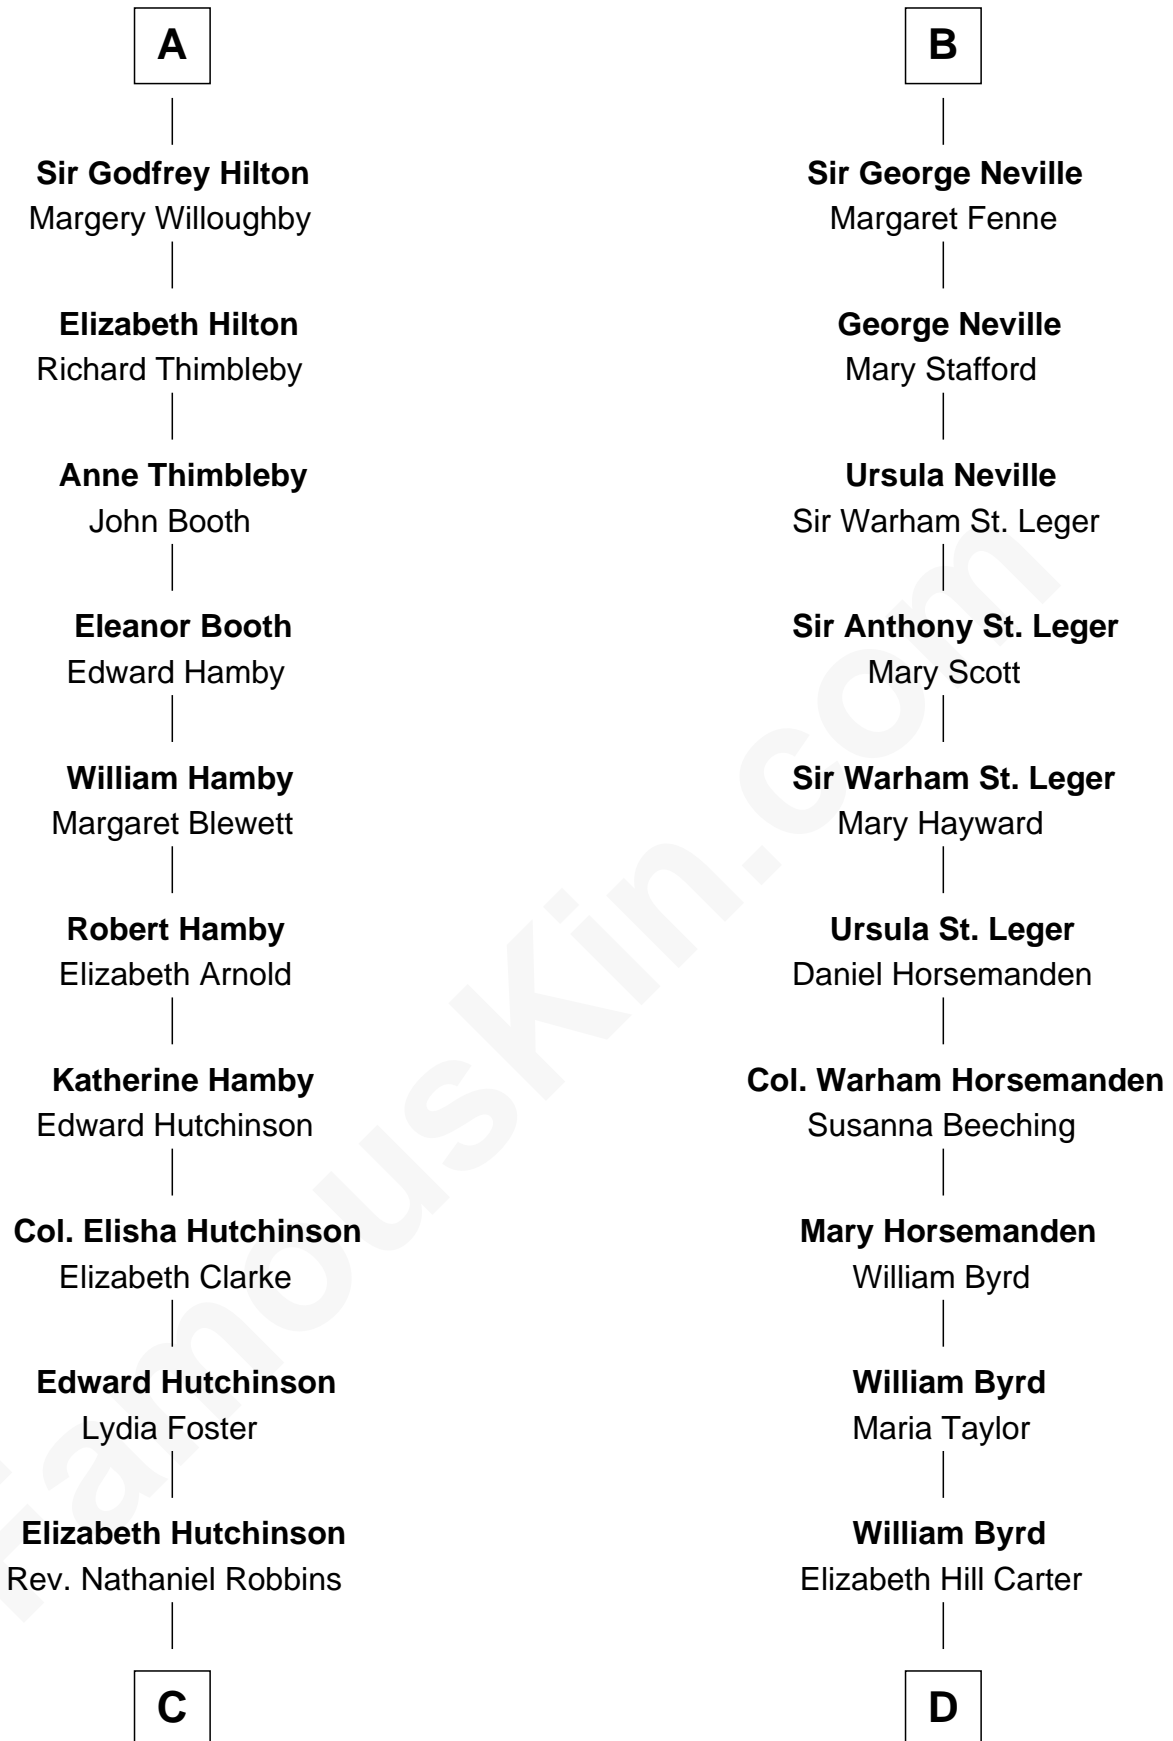 A
Sir Godfrey Hilton
Margery Willoughby
Elizabeth Hilton
Richard Thimbleby
Anne Thimbleby
John Booth
Eleanor Booth
Edward Hamby
William Hamby
Margaret Blewett
Robert Hamby
Elizabeth Arnold
Katherine Hamby
Edward Hutchinson
Col. Elisha Hutchinson
Elizabeth Clarke
Edward Hutchinson
Lydia Foster
Elizabeth Hutchinson
Rev. Nathaniel Robbins
C
B
Sir George Neville
Margaret Fenne
George Neville
Mary Stafford
Ursula Neville
Sir Warham St. Leger
Sir Anthony St. Leger
Mary Scott
Sir Warham St. Leger
Mary Hayward
Ursula St. Leger
Daniel Horsemanden
Col. Warham Horsemanden
Susanna Beeching
Mary Horsemanden
William Byrd
William Byrd
Maria Taylor
William Byrd
Elizabeth Hill Carter
D
FamousKin.com